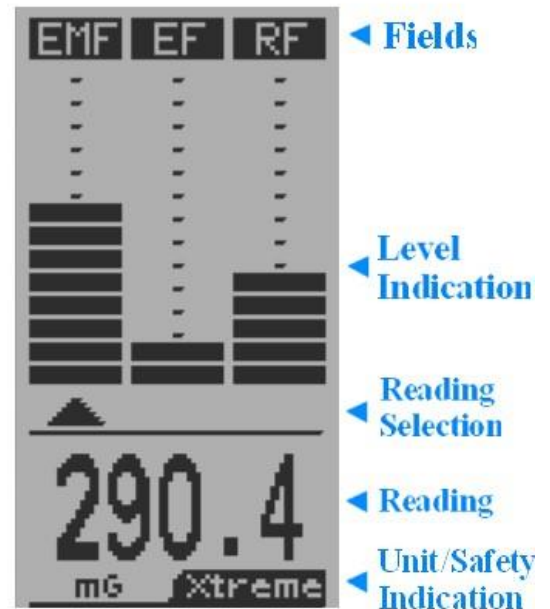 EMF EF RF
Fields
Level
Indication
Reading
Selection
290.4
Reading
mG Xtreme
Unit/Safety
Indication